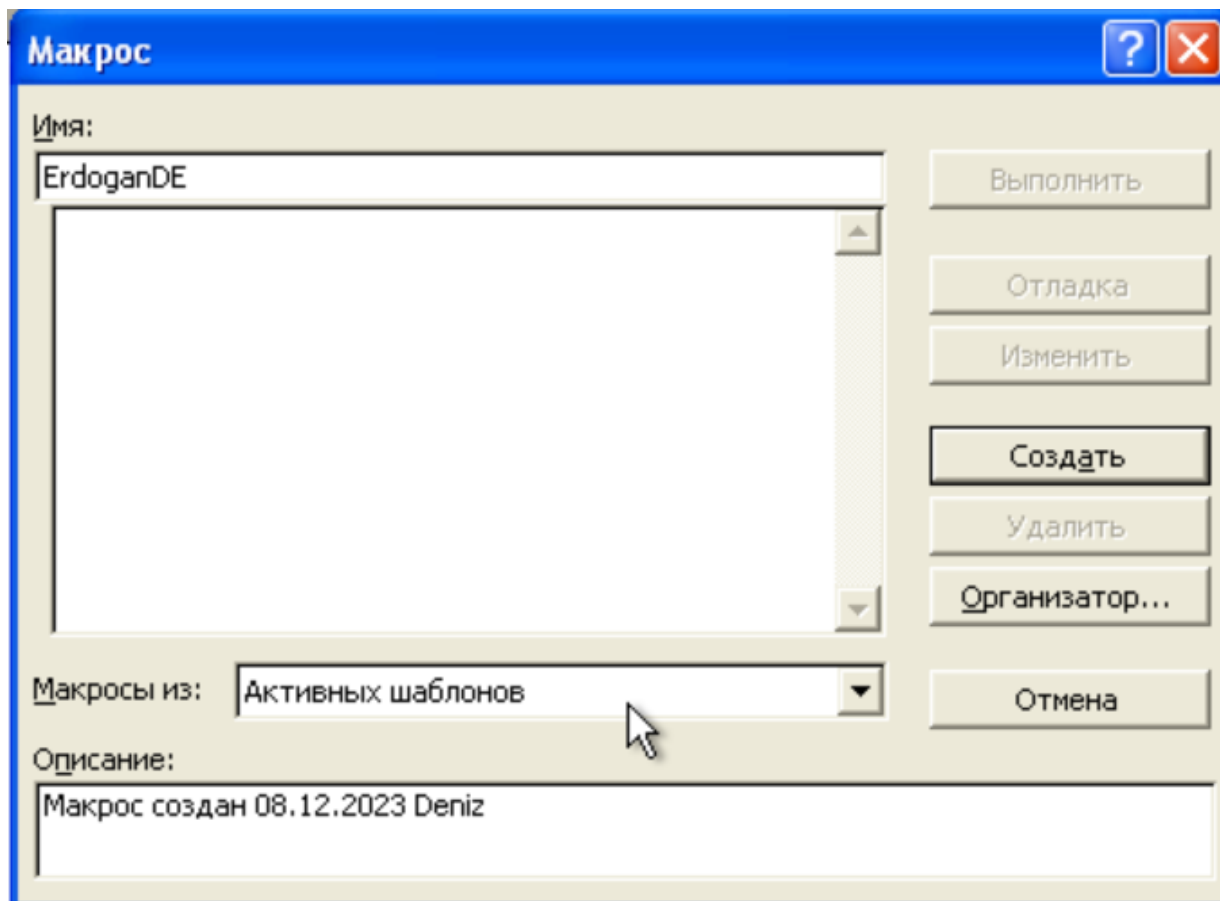 Макрос
Имя:
ErdoganDE
Выполнить
Отладка
Изменить
Создать
Удалить
Организатор...
Макросы из:
Активных шаблонов
Отмена
Описание:
Макрос создан 08.12.2023 Deniz